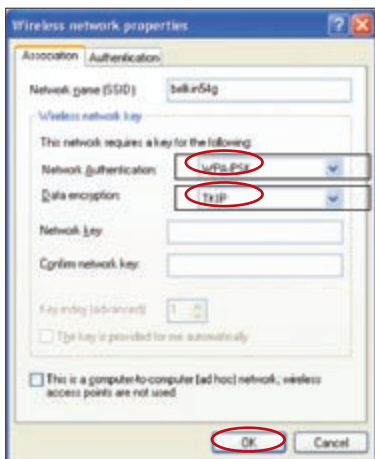 Wireless network properties
Association
Authentication
Network name (SSID):
belkin54g
Wireless network key
This network requires a key for the following:
Network Authentication:
WPA-PSK
Data encryption:
TKIP
Network key:
Confirm network key:
Key index (advanced):
1
The key is provided for me automatically
This is a computer-to-computer (ad hoc) network; wireless
access points are not used
OK
Cancel